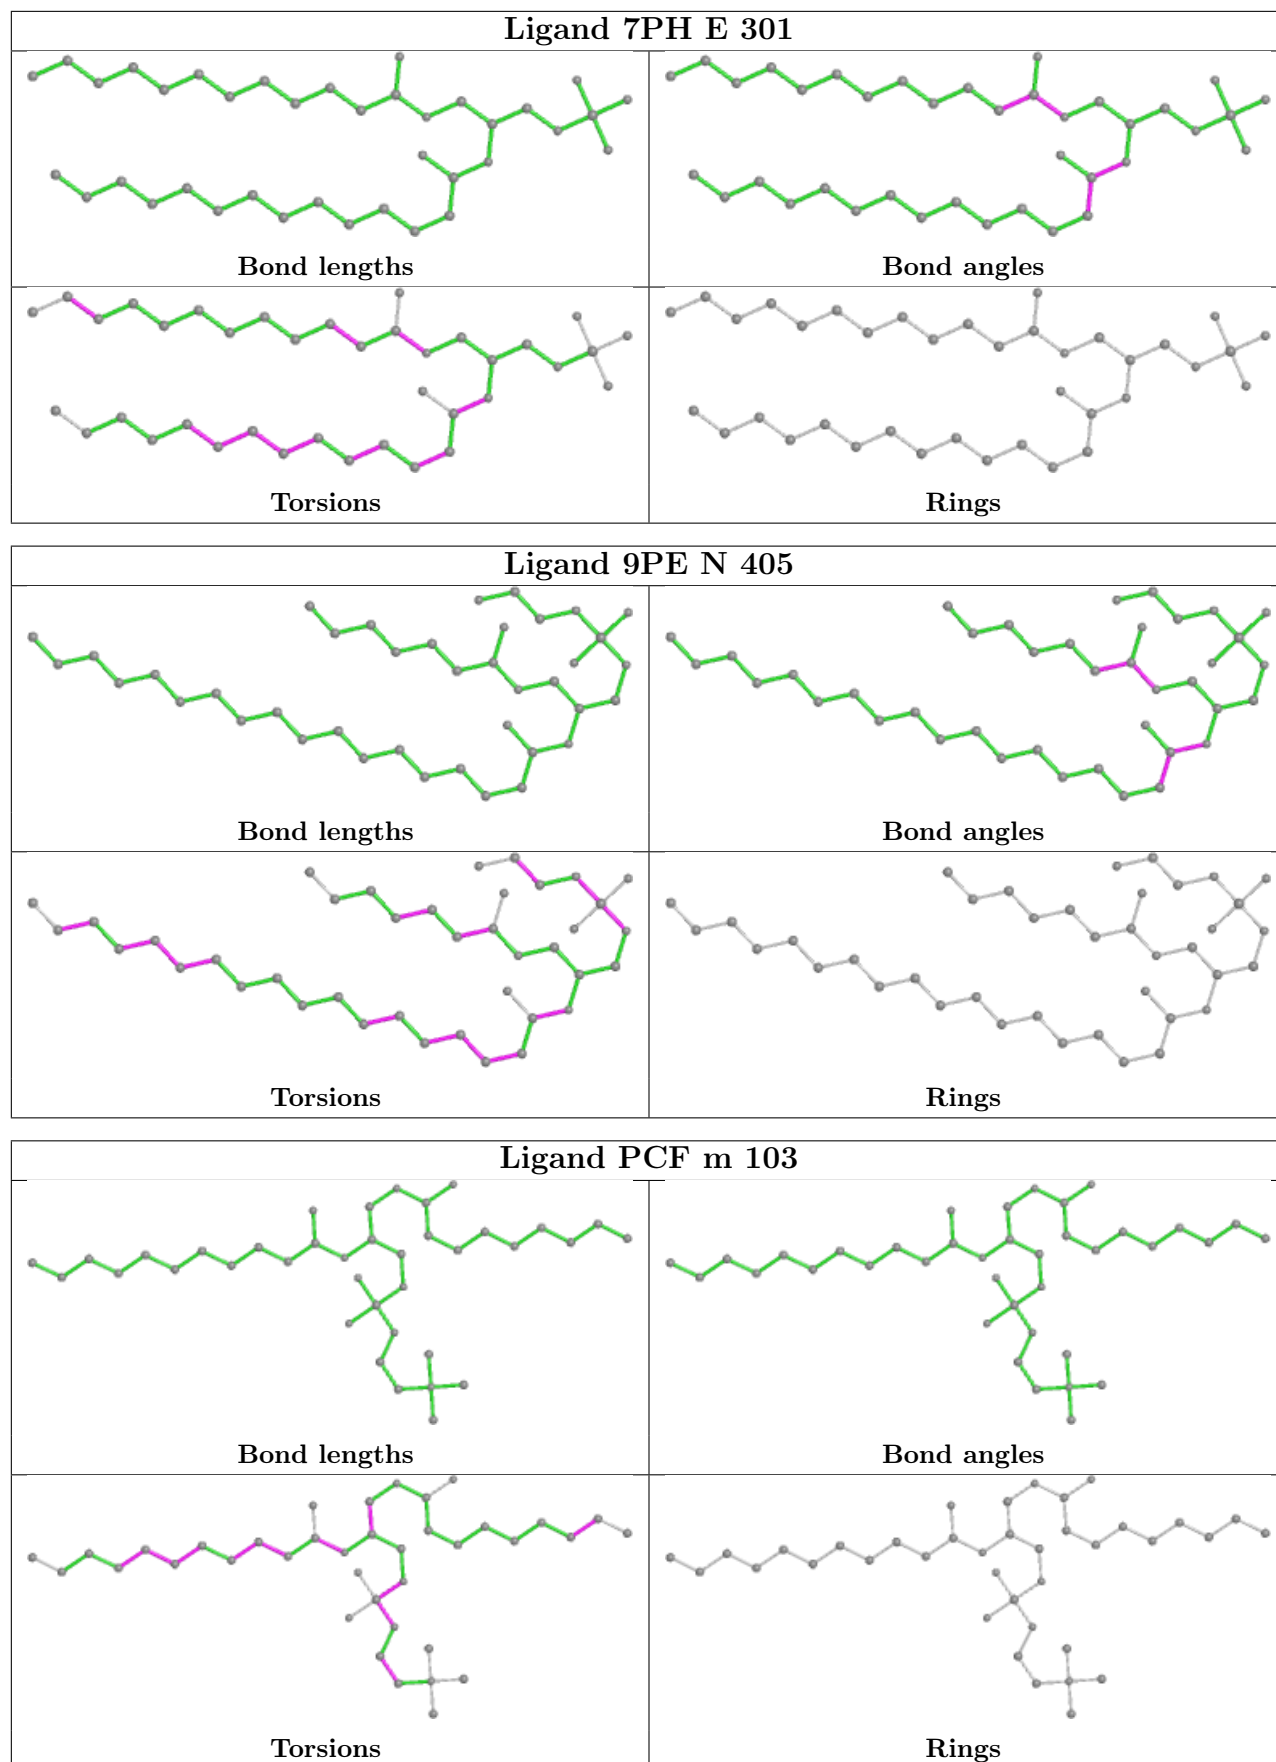 Ligand 7PH E 301
Bond lengths
Bond angles
Torsions
Rings
Ligand 9PE N 405
Bond lengths
Bond angles
Torsions
Rings
Ligand PCF m 103
Bond lengths
Bond angles
Torsions
Rings